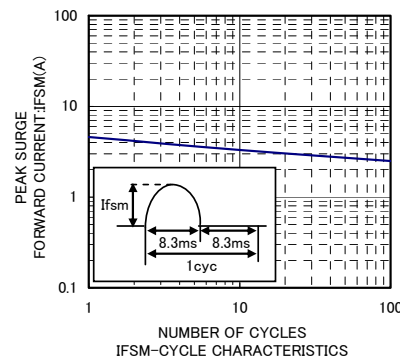 100
10
1
0.1
PEAK SURGE
FORWARD CURRENT:IFSM(A)
Ifsm
8.3ms 8.3ms
1cyc
1 10 100
NUMBER OF CYCLES
IFSM-CYCLE CHARACTERISTICS